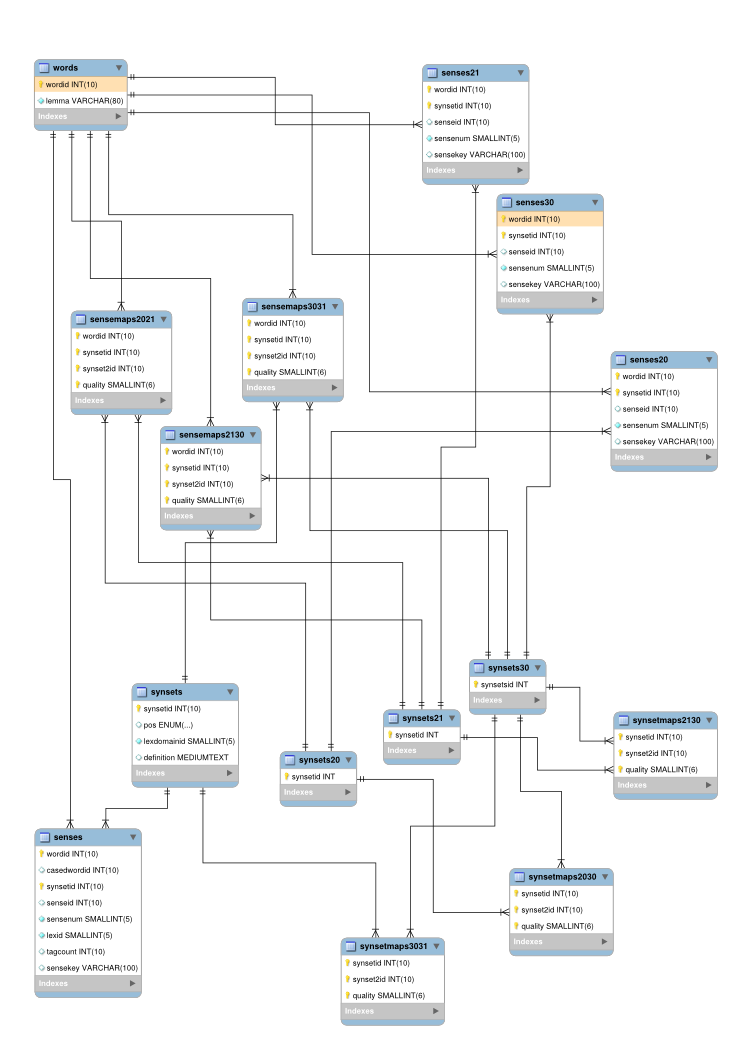 words
wordid INT(10)
lemma VARCHAR(80)
Indexes
senses21
wordid INT(10)
synsetid INT(10)
senseid INT(10)
sensenum SMALLINT(5)
sensekey VARCHAR(100)
Indexes
senses30
wordid INT(10)
synsetid INT(10)
senseid INT(10)
sensenum SMALLINT(5)
sensekey VARCHAR(100)
Indexes
sensemaps3031
wordid INT(10)
synsetid INT(10)
synset2id INT(10)
quality SMALLINT(6)
Indexes
sensemaps2021
wordid INT(10)
synsetid INT(10)
synset2id INT(10)
quality SMALLINT(6)
Indexes
senses20
wordid INT(10)
synsetid INT(10)
senseid INT(10)
sensenum SMALLINT(5)
sensekey VARCHAR(100)
Indexes
sensemaps2130
wordid INT(10)
synsetid INT(10)
synset2id INT(10)
quality SMALLINT(6)
Indexes
synsets30
synsetsid INT
Indexes
synsets
synsetid INT(10)
pos ENUM(...)
lexdomainid SMALLINT(5)
definition MEDIUMTEXT
Indexes
synsets21
synsetid INT
Indexes
synsetmaps2130
synsetid INT(10)
synset2id INT(10)
quality SMALLINT(6)
Indexes
synsets20
synsetid INT
Indexes
senses
wordid INT(10)
casedwordid INT(10)
synsetid INT(10)
senseid INT(10)
sensenum SMALLINT(5)
lexid SMALLINT(5)
tagcount INT(10)
sensekey VARCHAR(100)
Indexes
synsetmaps2030
synsetid INT(10)
synset2id INT(10)
quality SMALLINT(6)
Indexes
synsetmaps3031
synsetid INT(10)
synset2id INT(10)
quality SMALLINT(6)
Indexes